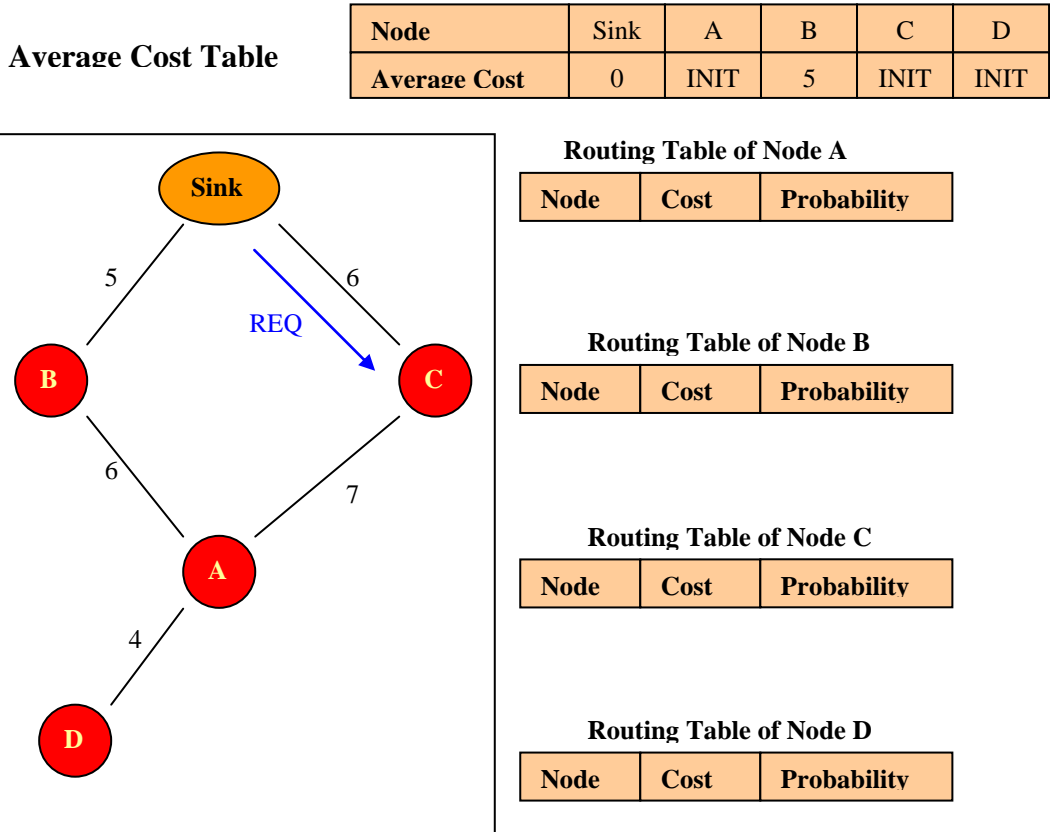 Average Cost Table
Node Sink A B C D
Average Cost 0 INIT 5 INIT INIT
Sink
5
6
REQ
B
C
6
7
A
4
D
Routing Table of Node A
Node Cost Probability
Routing Table of Node B
Node Cost Probability
Routing Table of Node C
Node Cost Probability
Routing Table of Node D
Node Cost Probability